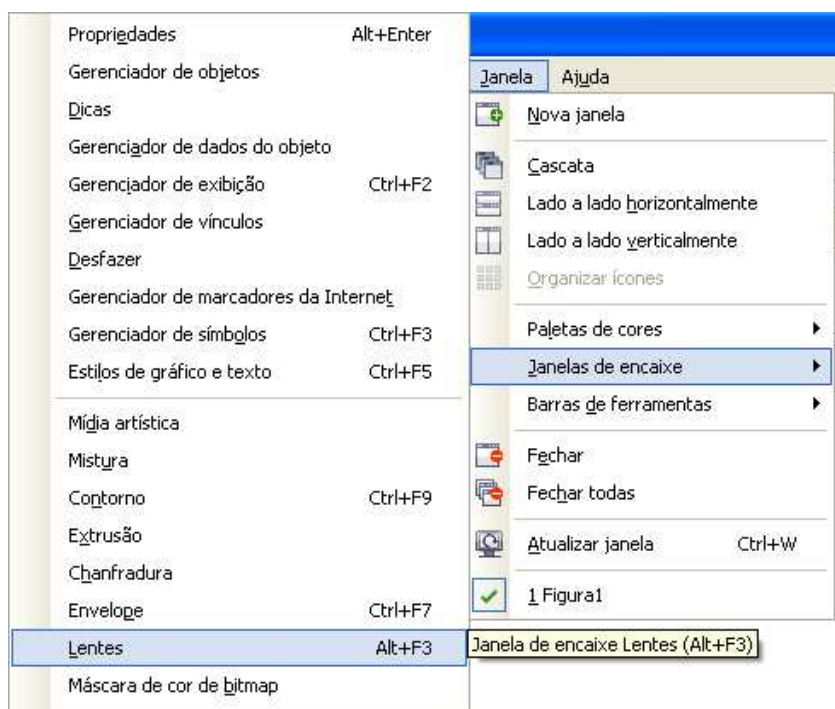 Propriedades Alt+Enter
Gerenciador de objetos
Dicas
Gerenciador de dados do objeto
Gerenciador de exibição Ctrl+F2
Gerenciador de vínculos
Desfazer
Gerenciador de marcadores da Internet
Gerenciador de símbolos Ctrl+F3
Estilos de gráfico e texto Ctrl+F5
Mídia artística
Mistura
Contorno Ctrl+F9
Extrusão
Chanfradura
Envelope Ctrl+F7
Lentes Alt+F3
Máscara de cor de bitmap
Janela Ajuda
Nova janela
Cascata
Lado a lado horizontalmente
Lado a lado verticalmente
Organizar ícones
Paletas de cores
Janelas de encaixe
Barras de ferramentas
Fechar
Fechar todas
Atualizar janela Ctrl+W
1 Figura1
Janela de encaixe Lentes (Alt+F3)